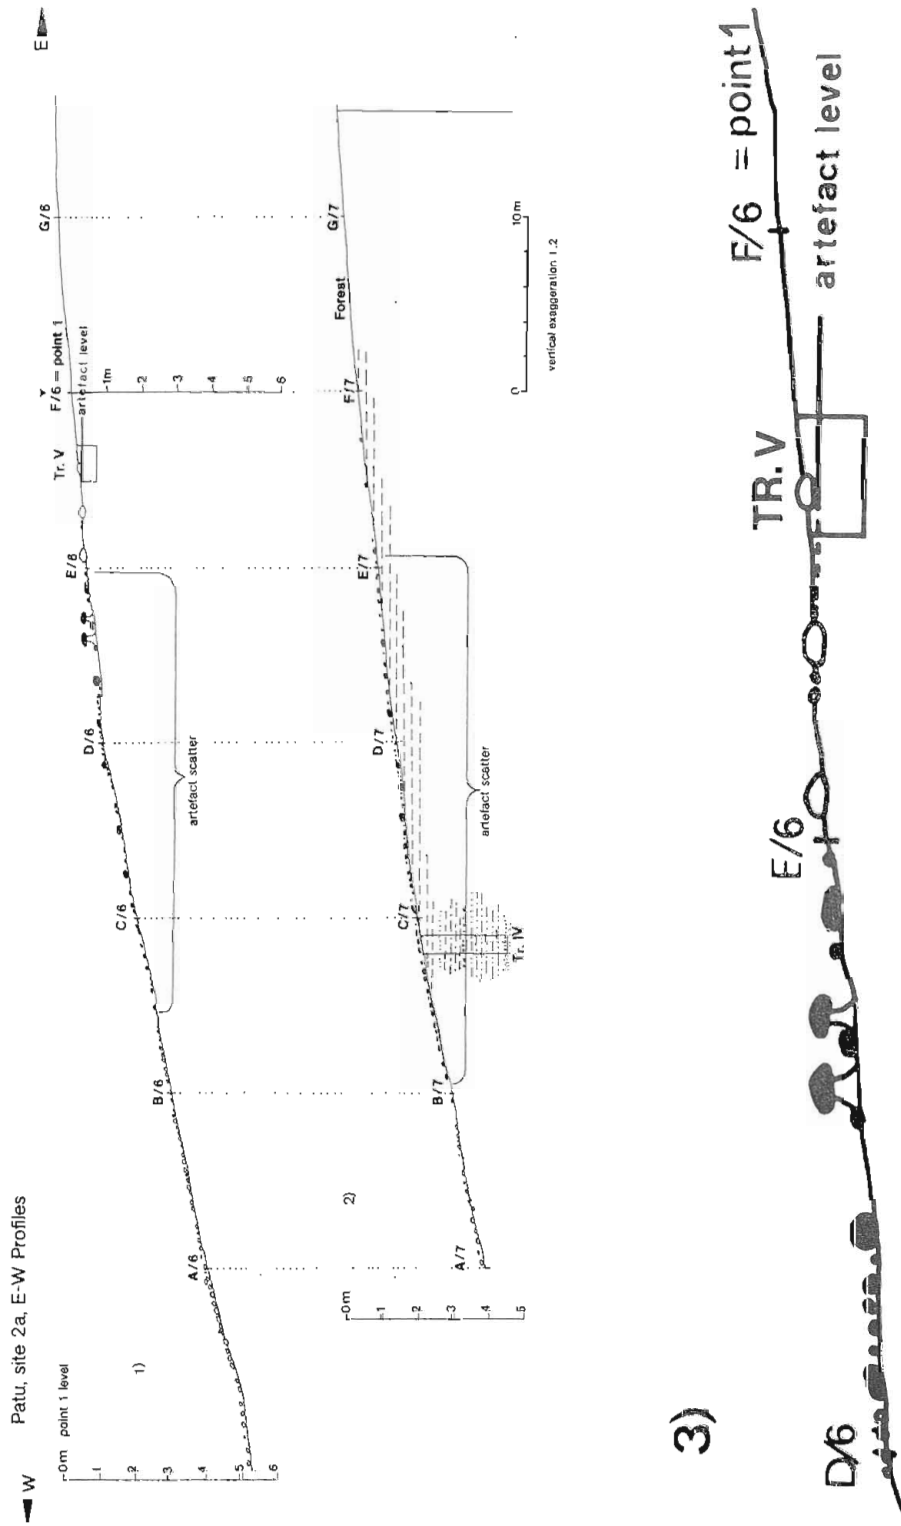 W Patu, site 2a, E-W Profiles E
0m point 1 level
1
2
3
4
5
6
1)
A/6
B/6
C/6
D/6
E/6
Tr. V
F/6 = point 1
artefact level
G/6
1m
2
3
4
5
6
artefact scatter
2)
0m
1
2
3
4
5
A/7
B/7
C/7
D/7
E/7
F/7
Forest
G/7
Tr. IV
artefact scatter
0
10m
vertical exaggeration 1:2
3)
D/6
E/6
TR. V
F/6 = point 1
artefact level